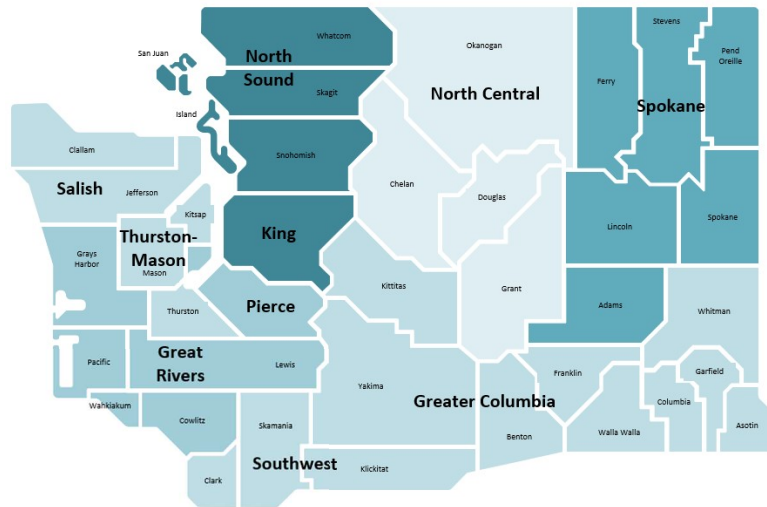 Whatcom
Okanogan
Stevens
San Juan
North
Sound
Pend
Oreille
Ferry
Skagit
North Central
Spokane
Island
Clallam
Snohomish
Salish
Jefferson
Chelan
Douglas
Kitsap
Lincoln
Spokane
Thurston-
Mason
King
Grays
Harbor
Mason
Kittitas
Grant
Thurston
Pierce
Adams
Whitman
Pacific
Great
Rivers
Lewis
Yakima
Franklin
Garfield
Wahkiakum
Greater Columbia
Columbia
Cowlitz
Skamania
Benton
Walla Walla
Asotin
Clark
Southwest
Klickitat